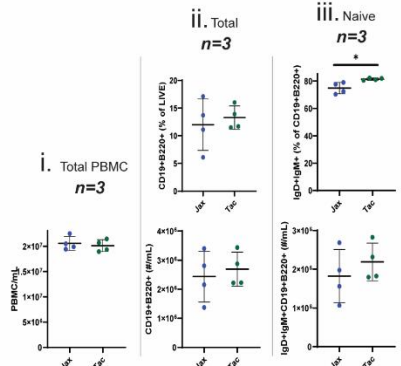 i. Total PBMC
n=3
PBMC/mL
2×10⁷
2×10⁷
1×10⁷
5×10⁶
0
Jax
Tac
ii. Total
n=3
CD19+B220+ (% of LIVE)
20
15
10
5
0
Jax
Tac
CD19+B220+ (#/mL)
4×10⁶
3×10⁶
2×10⁶
1×10⁶
0
Jax
Tac
iii. Naive
n=3
*
IgD+IgM+ (% of CD19+B220+)
100
80
60
40
20
0
Jax
Tac
IgD+IgM+CD19+B220+ (#/mL)
3×10⁶
2×10⁶
1×10⁶
0
Jax
Tac